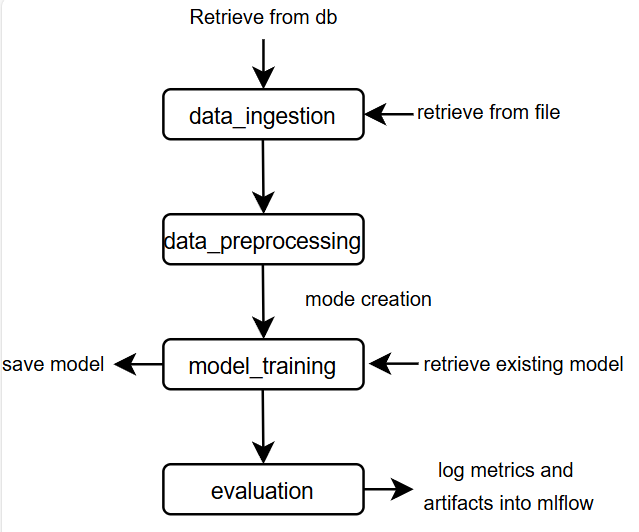 Retrieve from db
data_ingestion
retrieve from file
data_preprocessing
mode creation
save model
model_training
retrieve existing model
evaluation
log metrics and
artifacts into mlflow